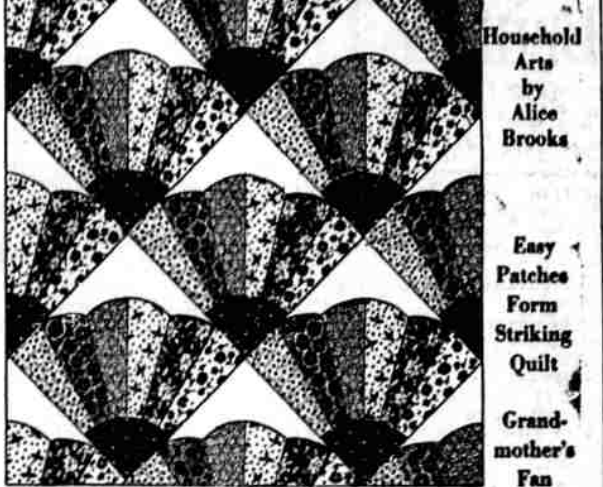 Household
Arts
by
Alice
Brooks
Easy
Patches
Form
Striking
Quilt
Grand-
mother's
Fan